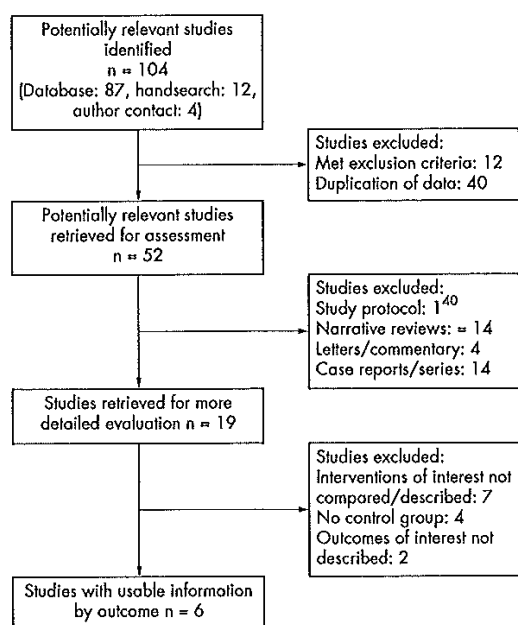 Potentially relevant studies
identified
n = 104
(Database: 87, handsearch: 12,
author contact: 4)
Studies excluded:
Met exclusion criteria: 12
Duplication of data: 40
Potentially relevant studies
retrieved for assessment
n = 52
Studies excluded:
Study protocol: 1⁴⁰
Narrative reviews: = 14
Letters/commentary: 4
Case reports/series: 14
Studies retrieved for more
detailed evaluation n = 19
Studies excluded:
Interventions of interest not
compared/described: 7
No control group: 4
Outcomes of interest not
described: 2
Studies with usable information
by outcome n = 6